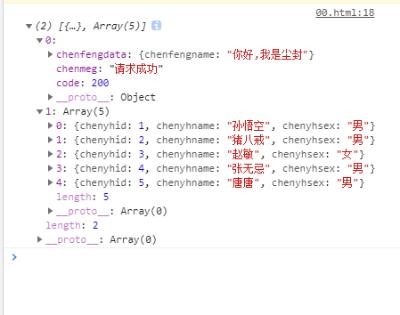 00.html:18
▼ (2) [{…}, Array(5)] i
▼ 0:
▶ chenfengdata: {chenfengname: "你好,我是尘封"}
chenmeg: "请求成功"
code: 200
▶ __proto__: Object
▼ 1: Array(5)
▶ 0: {chenyhid: 1, chenyhname: "孙悟空", chenyhsex: "男"}
▶ 1: {chenyhid: 2, chenyhname: "猪八戒", chenyhsex: "男"}
▶ 2: {chenyhid: 3, chenyhname: "赵敏", chenyhsex: "女"}
▶ 3: {chenyhid: 4, chenyhname: "张无忌", chenyhsex: "男"}
▶ 4: {chenyhid: 5, chenyhname: "唐唐", chenyhsex: "男"}
length: 5
▶ __proto__: Array(0)
length: 2
▶ __proto__: Array(0)
>